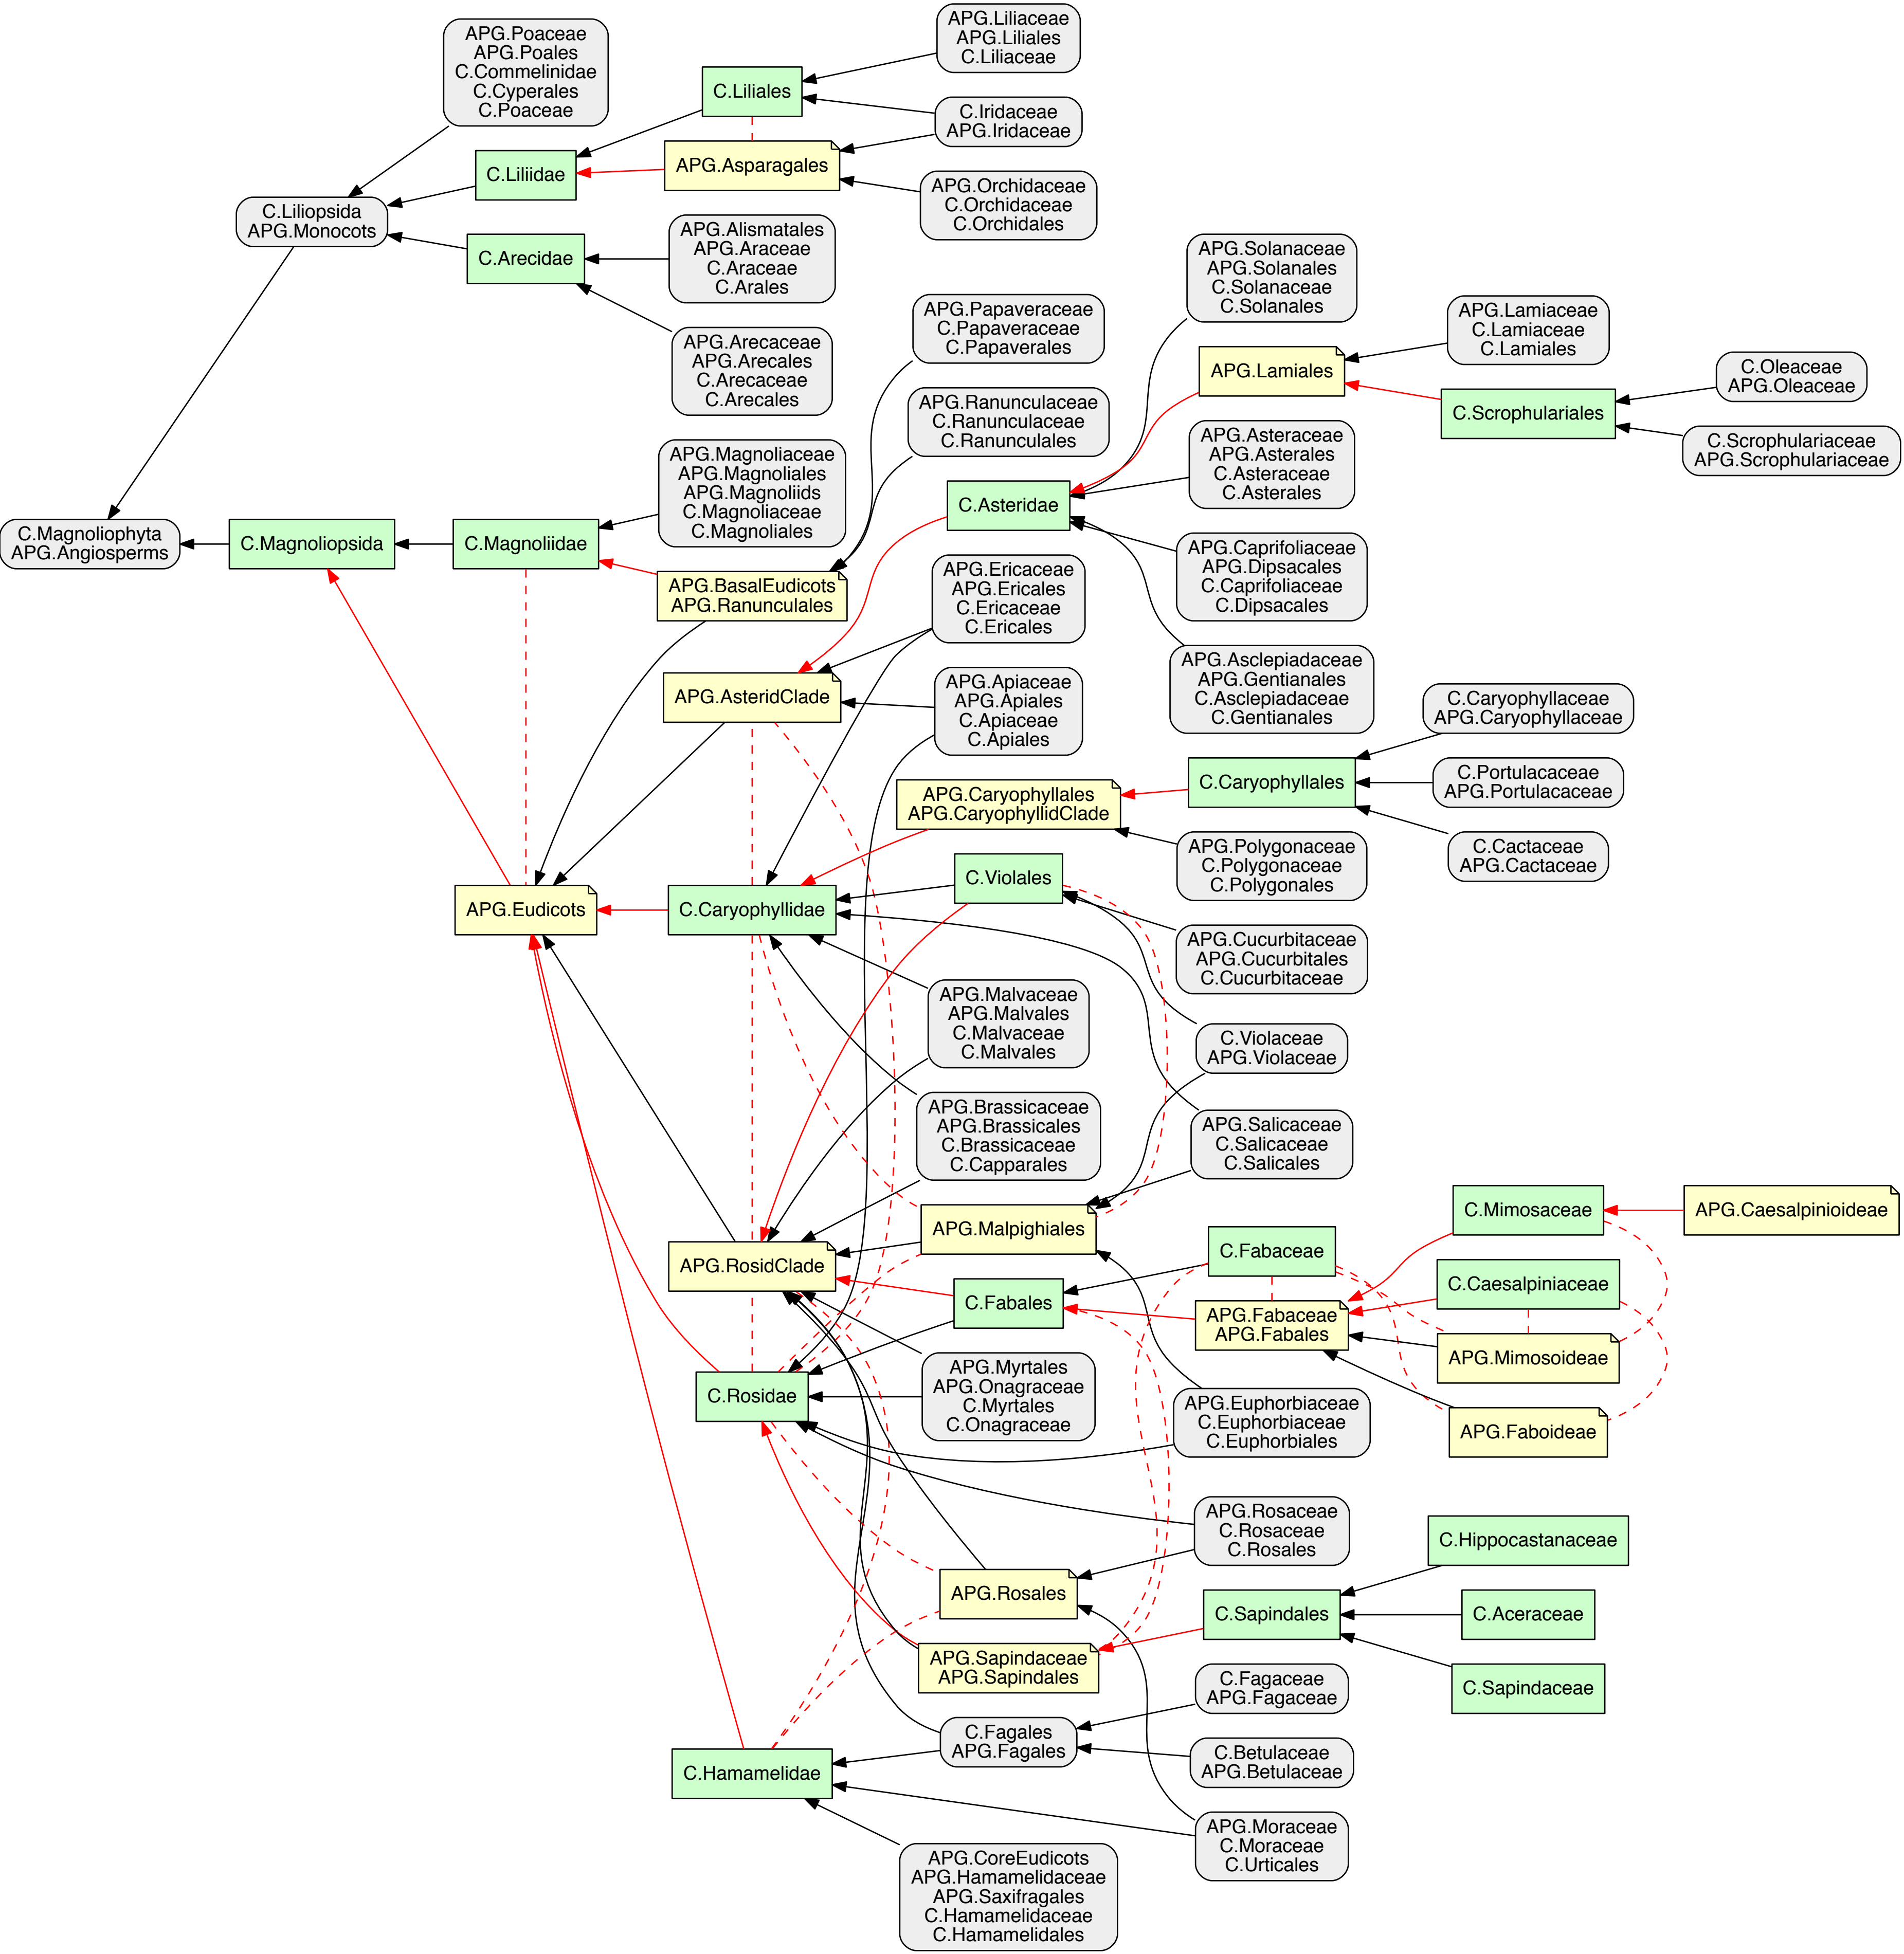 APG.Poaceae
APG.Poales
C.Commelinidae
C.Cyperales
C.Poaceae
C.Liliales
APG.Liliaceae
APG.Liliales
C.Liliaceae
C.Iridaceae
APG.Iridaceae
C.Liliidae
APG.Asparagales
APG.Orchidaceae
C.Orchidaceae
C.Orchidales
C.Liliopsida
APG.Monocots
C.Arecidae
APG.Alismatales
APG.Araceae
C.Araceae
C.Arales
APG.Arecaceae
APG.Arecales
C.Arecaceae
C.Arecales
APG.Papaveraceae
C.Papaveraceae
C.Papaverales
APG.Ranunculaceae
C.Ranunculaceae
C.Ranunculales
APG.Solanaceae
APG.Solanales
C.Solanaceae
C.Solanales
APG.Lamiales
APG.Lamiaceae
C.Lamiaceae
C.Lamiales
C.Scrophulariales
C.Oleaceae
APG.Oleaceae
C.Scrophulariaceae
APG.Scrophulariaceae
APG.Asteraceae
APG.Asterales
C.Asteraceae
C.Asterales
C.Asteridae
APG.Caprifoliaceae
APG.Dipsacales
C.Caprifoliaceae
C.Dipsacales
APG.Asclepiadaceae
APG.Gentianales
C.Asclepiadaceae
C.Gentianales
C.Magnoliophyta
APG.Angiosperms
C.Magnoliopsida
C.Magnoliidae
APG.Magnoliaceae
APG.Magnoliales
APG.Magnoliids
C.Magnoliaceae
C.Magnoliales
APG.BasalEudicots
APG.Ranunculales
APG.Ericaceae
APG.Ericales
C.Ericaceae
C.Ericales
APG.AsteridClade
APG.Apiaceae
APG.Apiales
C.Apiaceae
C.Apiales
APG.Caryophyllales
APG.CaryophyllidClade
C.Caryophyllales
C.Caryophyllaceae
APG.Caryophyllaceae
C.Portulacaceae
APG.Portulacaceae
C.Cactaceae
APG.Cactaceae
APG.Polygonaceae
C.Polygonaceae
C.Polygonales
APG.Eudicots
C.Caryophyllidae
C.Violales
APG.Cucurbitaceae
APG.Cucurbitales
C.Cucurbitaceae
APG.Malvaceae
APG.Malvales
C.Malvaceae
C.Malvales
C.Violaceae
APG.Violaceae
APG.Brassicaceae
APG.Brassicales
C.Brassicaceae
C.Capparales
APG.Salicaceae
C.Salicaceae
C.Salicales
APG.Malpighiales
APG.RosidClade
C.Fabales
C.Fabaceae
APG.Fabaceae
APG.Fabales
C.Mimosaceae
APG.Caesalpinioideae
C.Caesalpiniaceae
APG.Mimosoideae
APG.Faboideae
C.Rosidae
APG.Myrtales
APG.Onagraceae
C.Myrtales
C.Onagraceae
APG.Euphorbiaceae
C.Euphorbiaceae
C.Euphorbiales
APG.Rosaceae
C.Rosaceae
C.Rosales
APG.Rosales
C.Hippocastanaceae
C.Sapindales
C.Aceraceae
C.Sapindaceae
APG.Sapindaceae
APG.Sapindales
C.Fagaceae
APG.Fagaceae
C.Fagales
APG.Fagales
C.Betulaceae
APG.Betulaceae
C.Hamamelidae
APG.Moraceae
C.Moraceae
C.Urticales
APG.CoreEudicots
APG.Hamamelidaceae
APG.Saxifragales
C.Hamamelidaceae
C.Hamamelidales